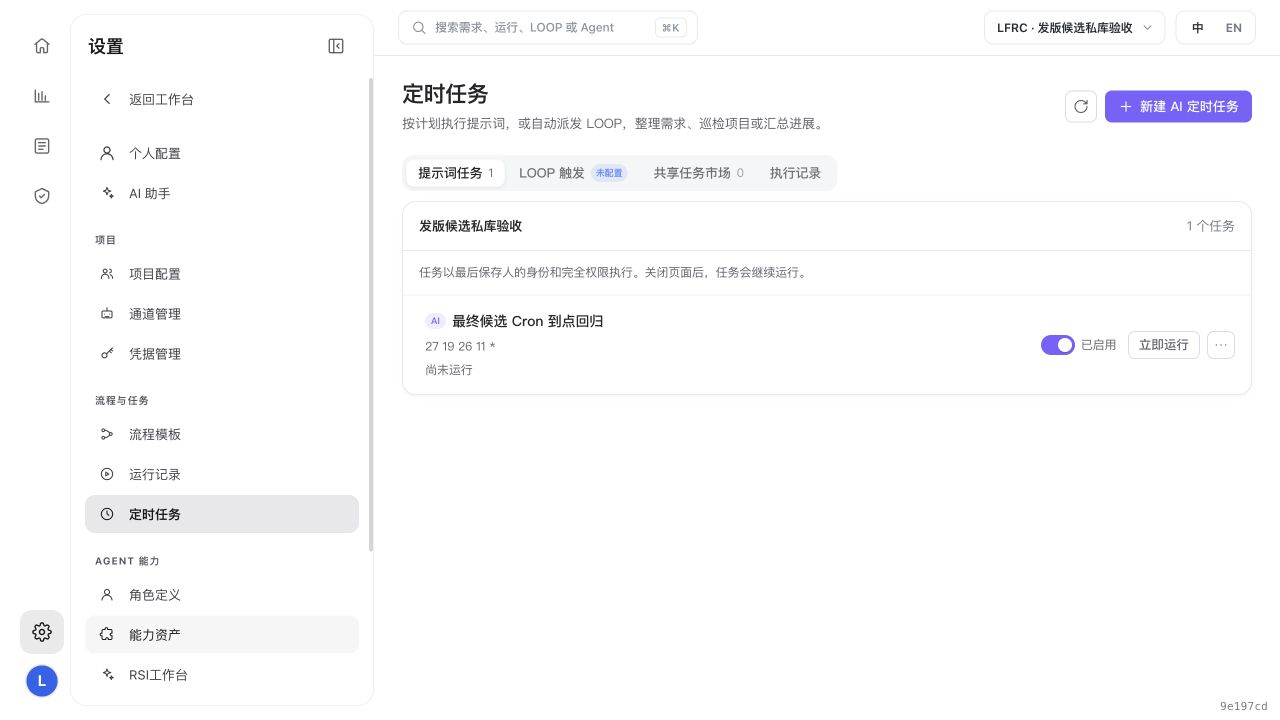 设置
返回工作台
个人配置
AI 助手
项目
项目配置
通道管理
凭据管理
流程与任务
流程模板
运行记录
定时任务
AGENT 能力
角色定义
能力资产
RSI工作台
L
搜索需求、运行、LOOP 或 Agent ⌘K
LFRC · 发版候选私库验收
中 EN
定时任务
按计划执行提示词，或自动派发 LOOP，整理需求、巡检项目或汇总进展。
+ 新建 AI 定时任务
提示词任务 1 LOOP 触发 未配置 共享任务市场 0 执行记录
发版候选私库验收 1 个任务
任务以最后保存人的身份和完全权限执行。关闭页面后，任务会继续运行。
AI 最终候选 Cron 到点回归
27 19 26 11 *
尚未运行
已启用 立即运行 ···
9e197cd